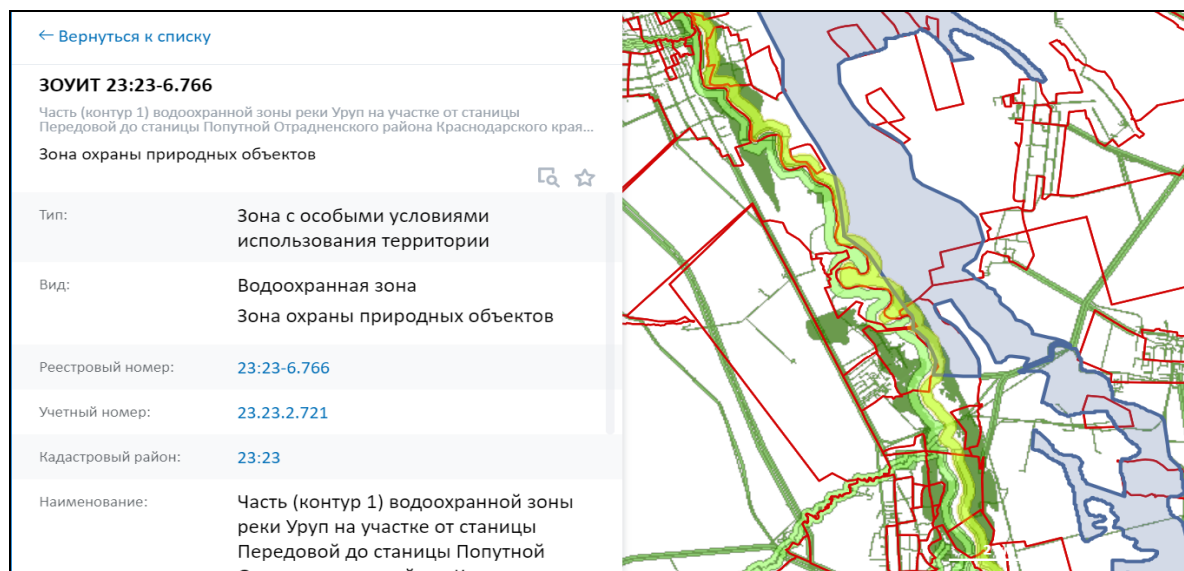 ← Вернуться к списку
ЗОУИТ 23:23-6.766
Часть (контур 1) водоохранной зоны реки Уруп на участке от станицы
Передовой до станицы Попутной Отрадненского района Краснодарского края...
Зона охраны природных объектов
Тип:
Зона с особыми условиями
использования территории
Вид:
Водоохранная зона
Зона охраны природных объектов
Реестровый номер:
23:23-6.766
Учетный номер:
23.23.2.721
Кадастровый район:
23:23
Наименование:
Часть (контур 1) водоохранной зоны
реки Уруп на участке от станицы
Передовой до станицы Попутной